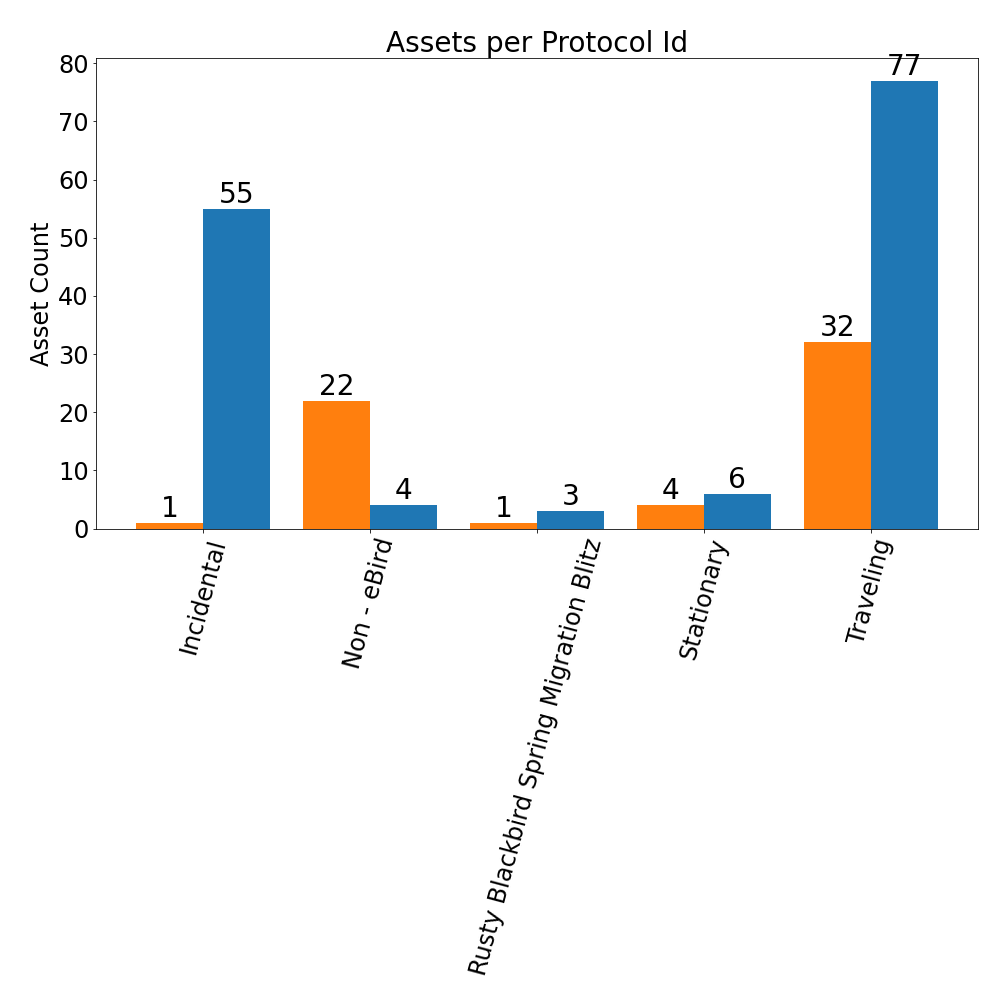 Assets per Protocol Id
Asset Count
80
70
60
50
40
30
20
10
0
1
55
22
4
1
3
4
6
32
77
Incidental
Non - eBird
Rusty Blackbird Spring Migration Blitz
Stationary
Traveling